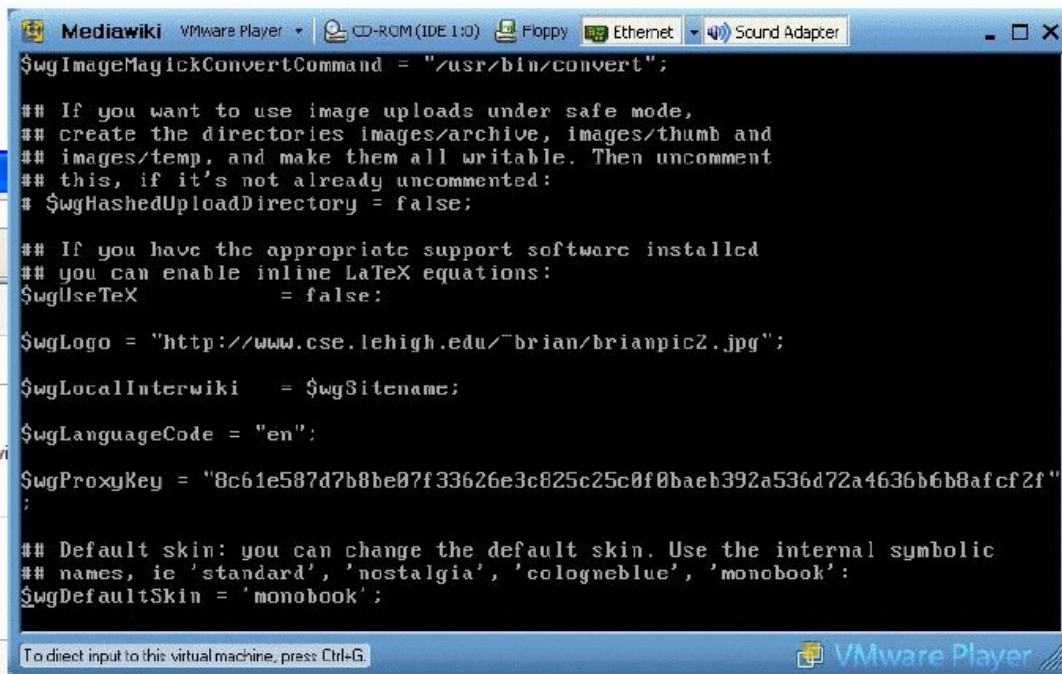 Mediawiki VMware Player CD-ROM (IDE 1:0) Floppy Ethernet Sound Adapter
$wgImageMagickConvertCommand = "/usr/bin/convert";
## If you want to use image uploads under safe mode,
## create the directories images/archive, images/thumb and
## images/temp, and make them all writable. Then uncomment
## this, if it's not already uncommented:
# $wgHashedUploadDirectory = false;
## If you have the appropriate support software installed
## you can enable inline LaTeX equations:
$wgUseTeX = false;
$wgLogo = "http://www.cse.lehigh.edu/~brian/brianpic2.jpg";
$wgLocalInterwiki = $wgSitename;
$wgLanguageCode = "en";
$wgProxyKey = "8c61e587d7b8be07f33626e3c825c25c0f0baeb392a536d72a4636b6b8afcf2f"
;
## Default skin: you can change the default skin. Use the internal symbolic
## names, ie 'standard', 'nostalgia', 'cologneblue', 'monobook':
$wgDefaultSkin = 'monobook';
To direct input to this virtual machine, press Ctrl+G.
VMware Player